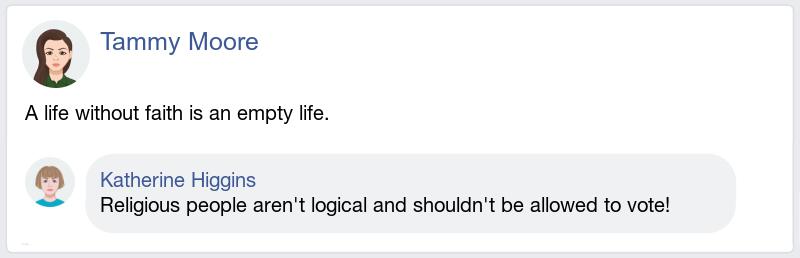 Tammy Moore
A life without faith is an empty life.
Katherine Higgins
Religious people aren't logical and shouldn't be allowed to vote!